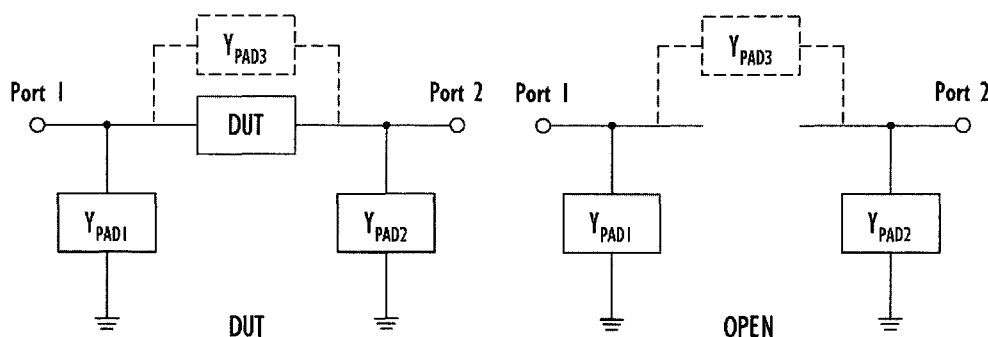 Y_PAD3
Port 1
DUT
Port 2
Y_PAD1
Y_PAD2
DUT
Y_PAD3
Port 1
Port 2
Y_PAD1
Y_PAD2
OPEN